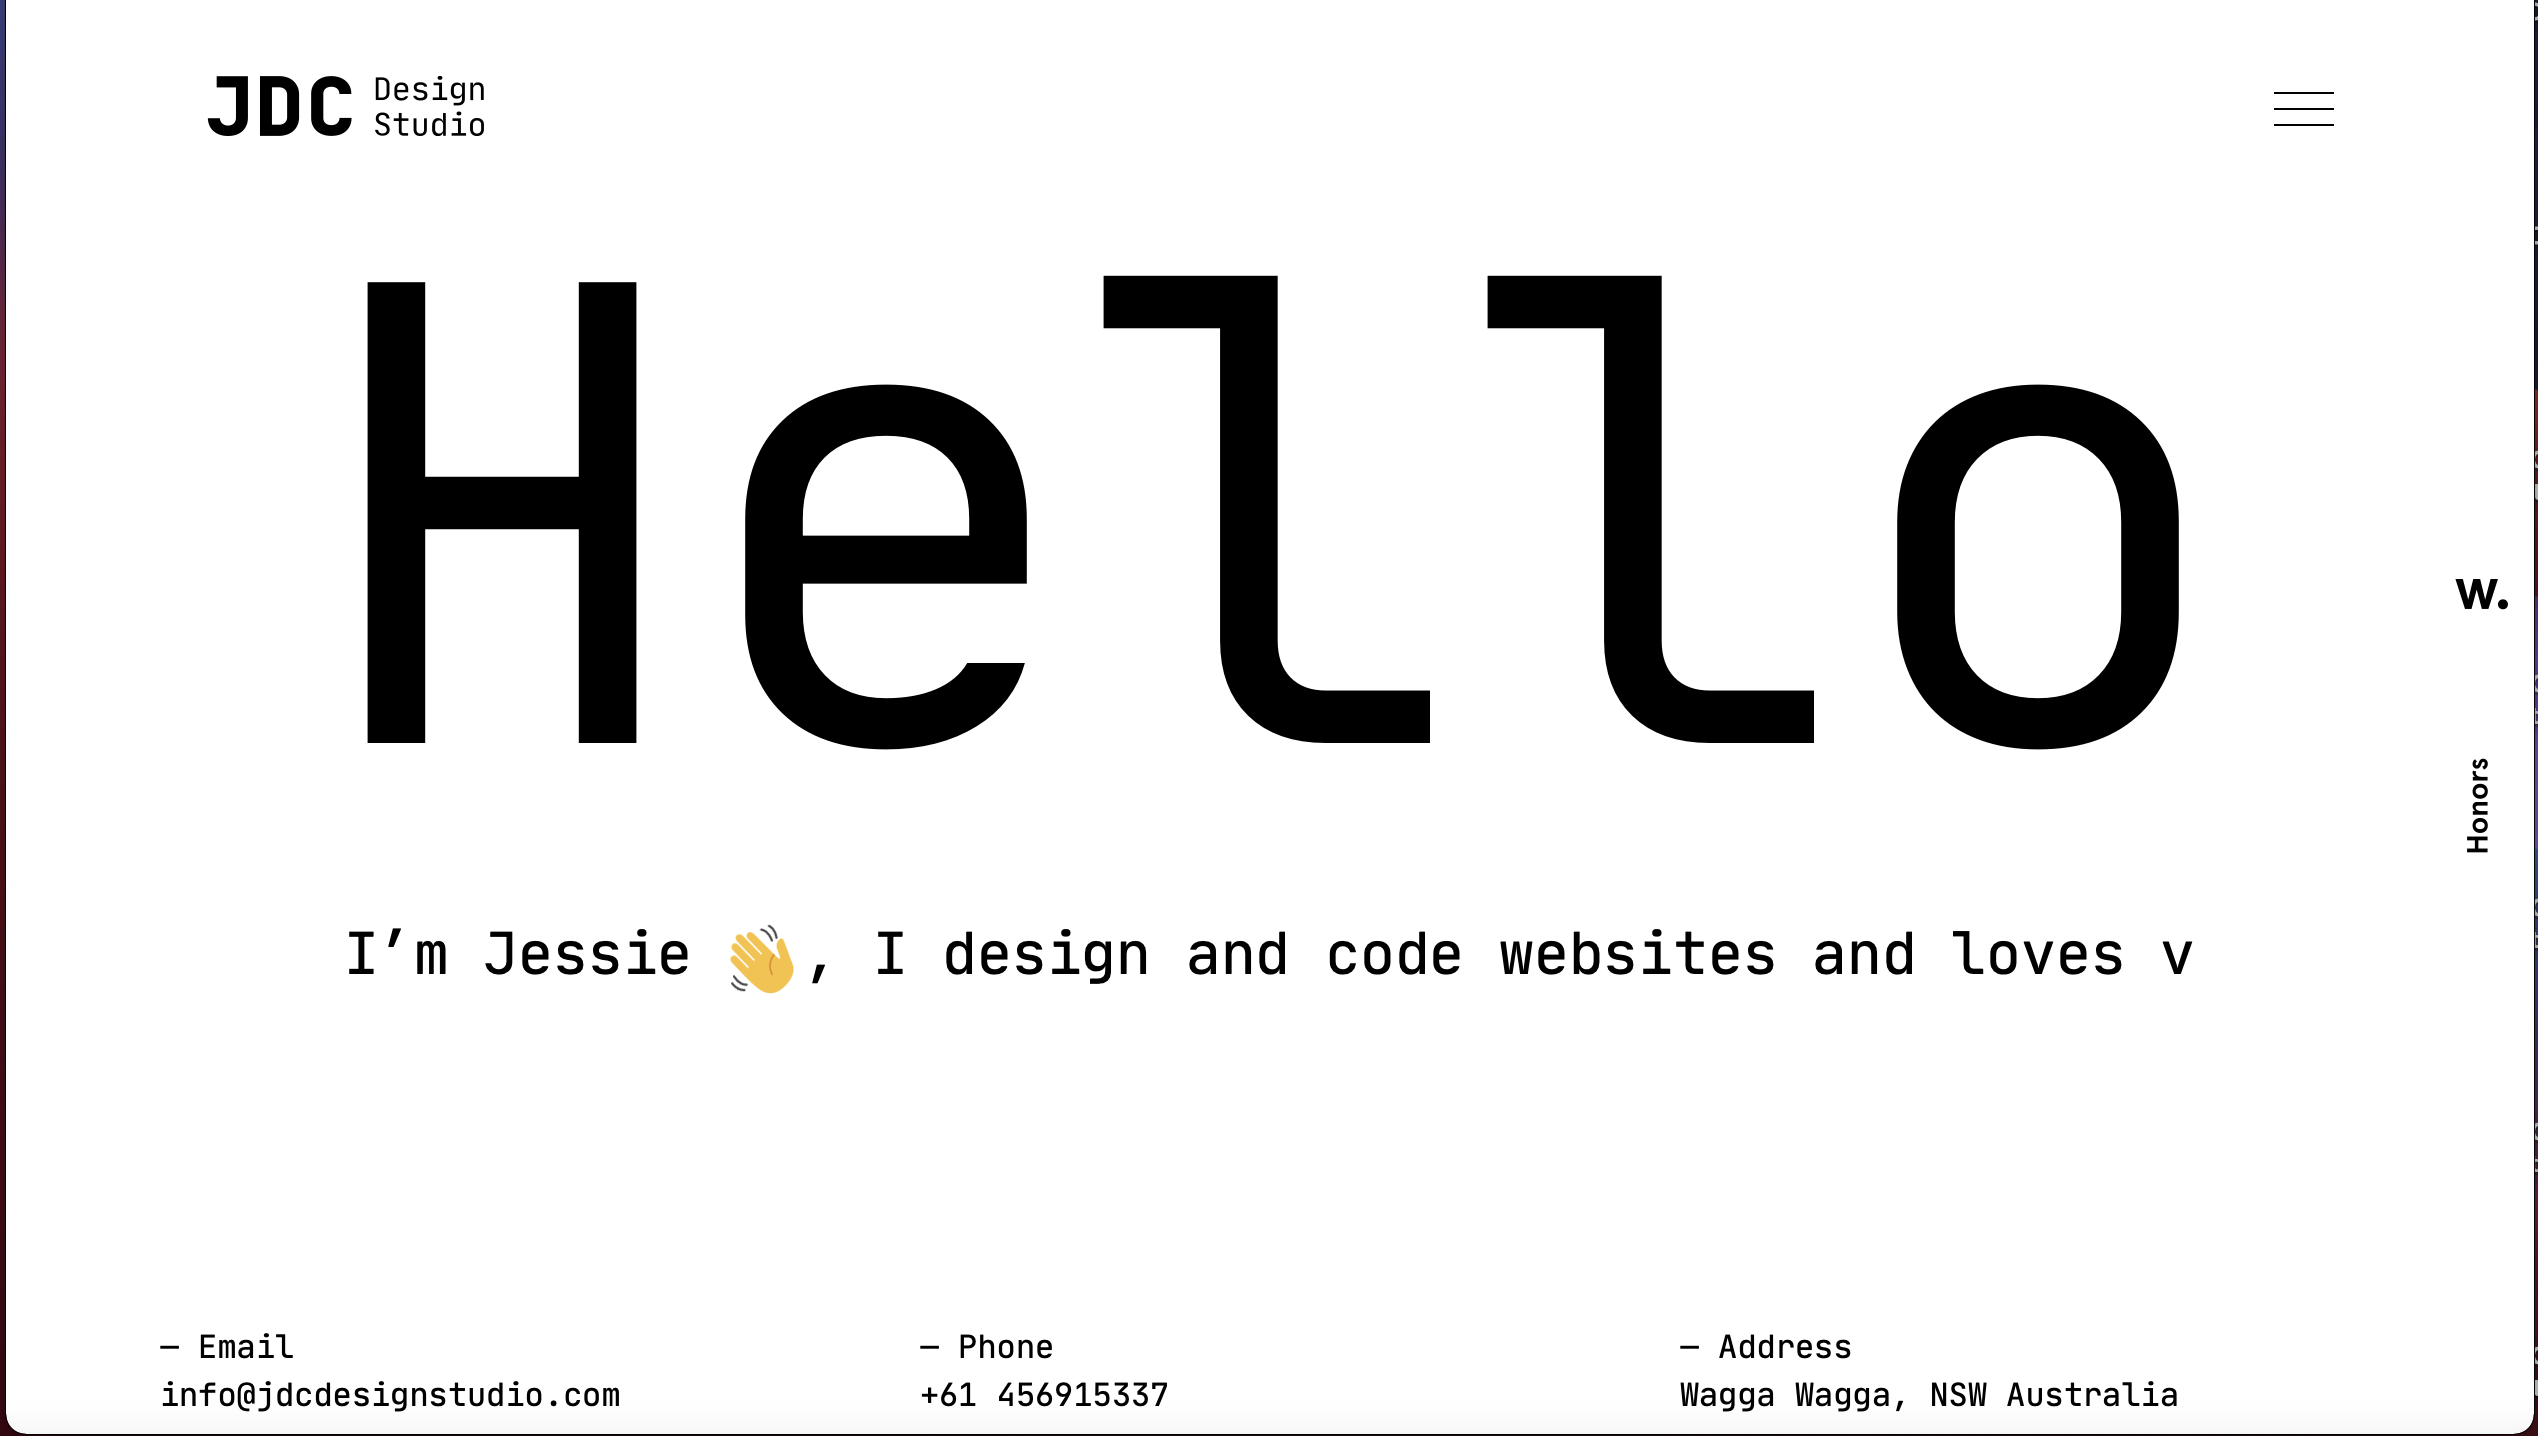 JDC Design
Studio
Hello
w.
Honors
I’m Jessie 👋, I design and code websites and loves v
— Email
info@jdcdesignstudio.com
— Phone
+61 456915337
— Address
Wagga Wagga, NSW Australia